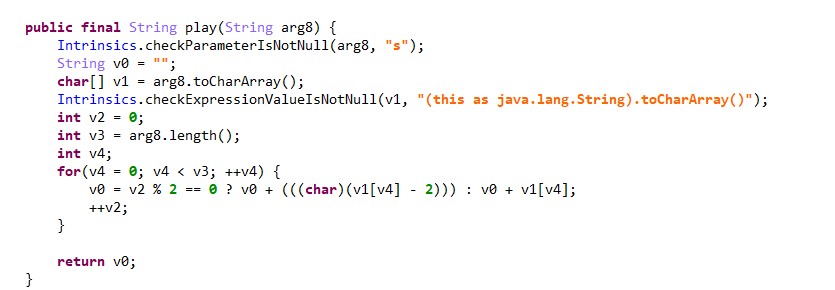 public final String play(String arg8) {
    Intrinsics.checkParameterIsNotNull(arg8, "s");
    String v0 = "";
    char[] v1 = arg8.toCharArray();
    Intrinsics.checkExpressionValueIsNotNull(v1, "(this as java.lang.String).toCharArray()");
    int v2 = 0;
    int v3 = arg8.length();
    int v4;
    for(v4 = 0; v4 < v3; ++v4) {
        v0 = v2 % 2 == 0 ? v0 + (((char)(v1[v4] - 2))) : v0 + v1[v4];
        ++v2;
    }

    return v0;
}